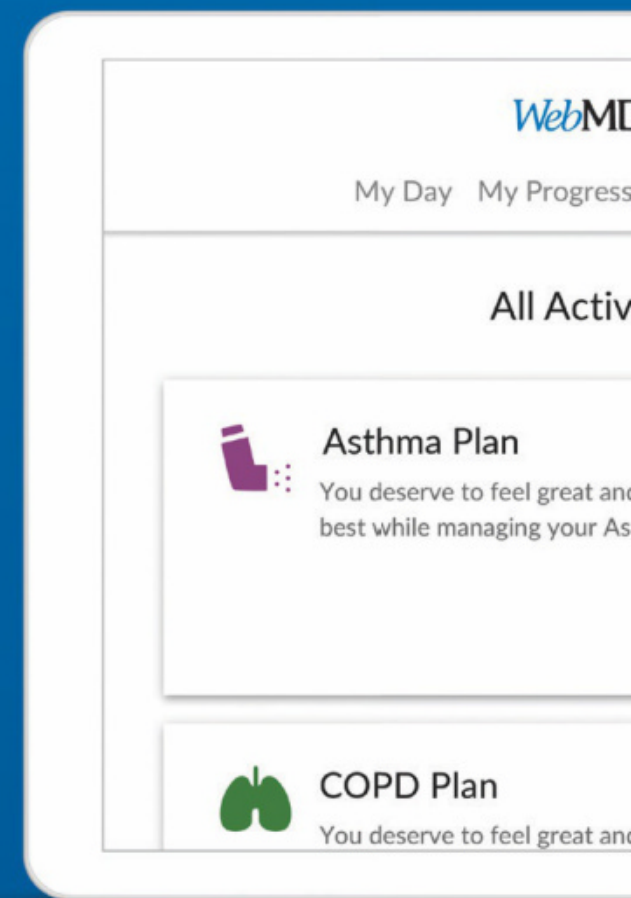 WebMD
My Day My Progress
All Activ
Asthma Plan
You deserve to feel great and
best while managing your As
COPD Plan
You deserve to feel great and